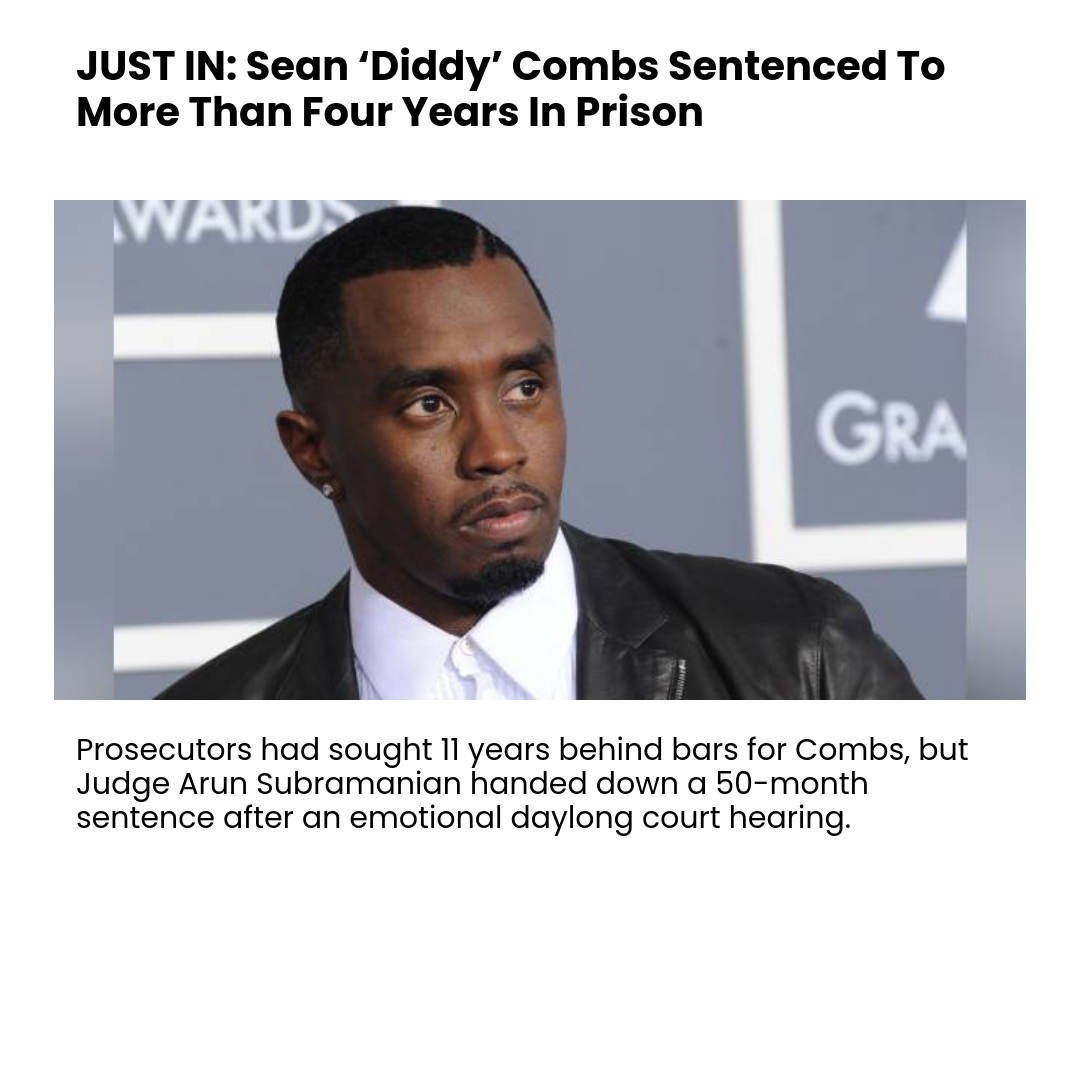 JUST IN: Sean ‘Diddy’ Combs Sentenced To
More Than Four Years In Prison
WARDS
GRA
Prosecutors had sought 11 years behind bars for Combs, but
Judge Arun Subramanian handed down a 50-month
sentence after an emotional daylong court hearing.